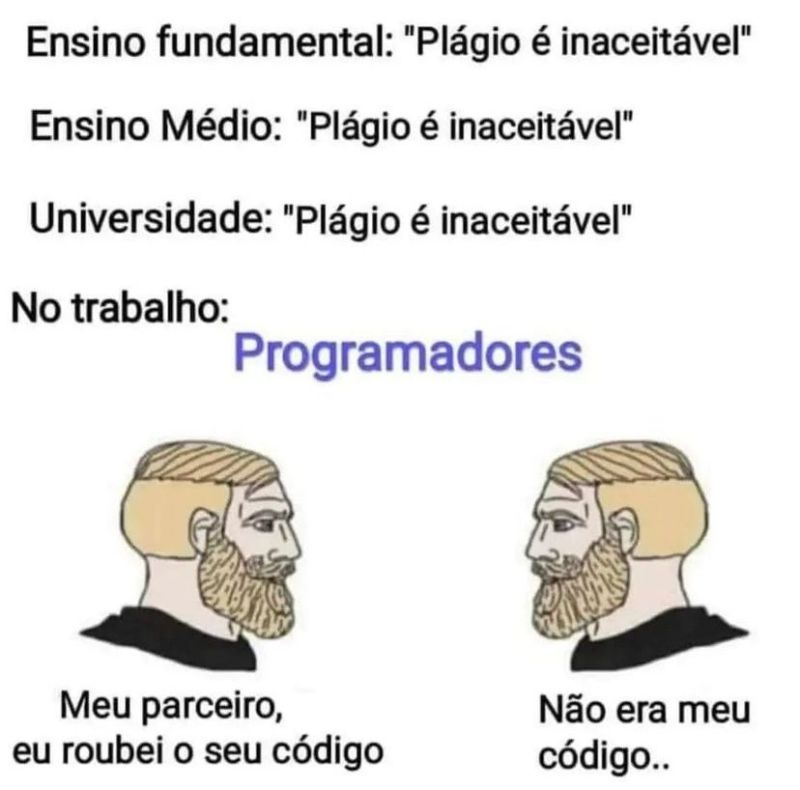 Ensino fundamental: "Plágio é inaceitável"
Ensino Médio: "Plágio é inaceitável"
Universidade: "Plágio é inaceitável"
No trabalho:
Programadores
Meu parceiro,
eu roubei o seu código
Não era meu
código..